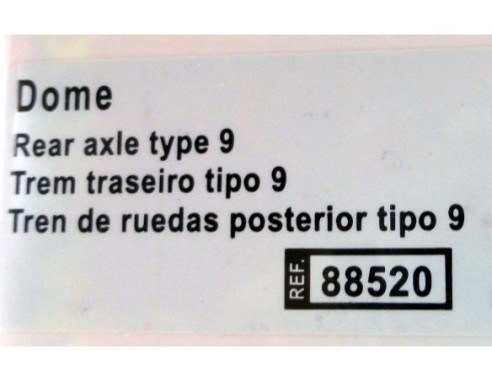 Dome
Rear axle type 9
Trem traseiro tipo 9
Tren de ruedas posterior tipo 9
REF. 88520